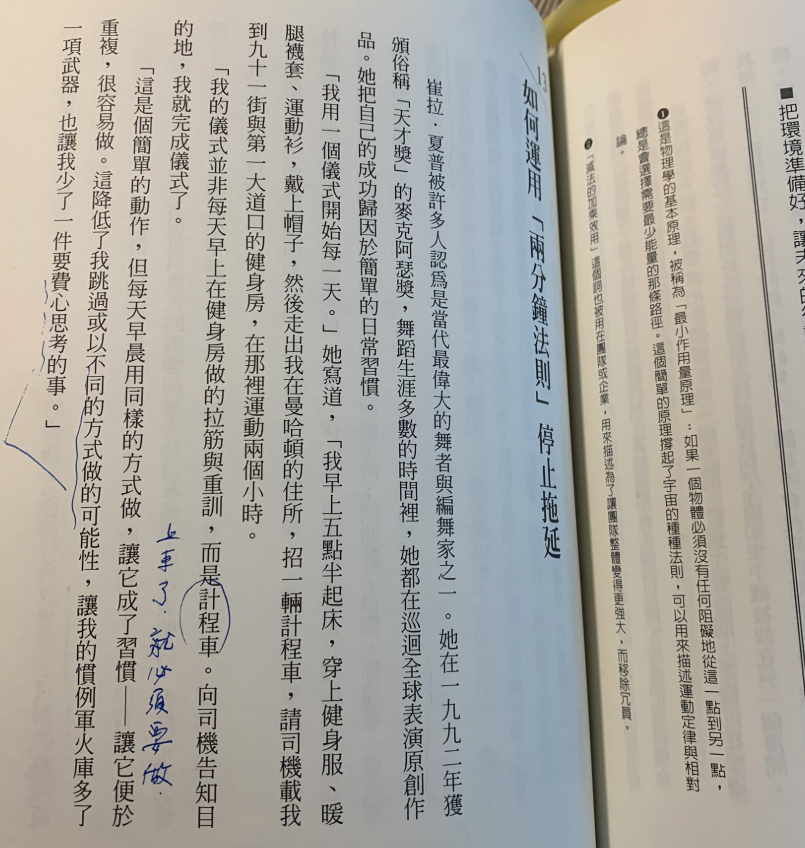 ■把環境準備好，讓未來的
❶這是物理學的基本原理，被稱為「最小作用量原理」：如果一個物體必須沒有任何阻礙地從這一點到另一點，
總是會選擇需要最少能量的那條路徑。這個簡單的原理撐起了宇宙的種種法則，可以用來描述運動定律與相對
論。
❷「減法的加乘效用」這個詞也被用在團隊或企業，用來描述為了讓團隊整體變得更強大，而移除冗員。
13
如何運用「兩分鐘法則」停止拖延
崔拉．夏普被許多人認為是當代最偉大的舞者與編舞家之一。她在一九九二年獲
頒俗稱「天才獎」的麥克阿瑟獎，舞蹈生涯多數的時間裡，她都在巡迴全球表演原創作
品。她把自己的成功歸因於簡單的日常習慣。
「我用一個儀式開始每一天。」她寫道，「我早上五點半起床，穿上健身服、暖
腿襪套、運動衫，戴上帽子，然後走出我在曼哈頓的住所，招一輛計程車，請司機載我
到九十一街與第一大道口的健身房，在那裡運動兩個小時。
「我的儀式並非每天早上在健身房做的拉筋與重訓，而是計程車。向司機告知目
的地，我就完成儀式了。
上車了．就必須要做．
「這是個簡單的動作，但每天早晨用同樣的方式做，讓它成了習慣——讓它便於
重複，很容易做。這降低了我跳過或以不同的方式做的可能性，讓我的慣例軍火庫多了
一項武器，也讓我少了一件要費心思考的事。」